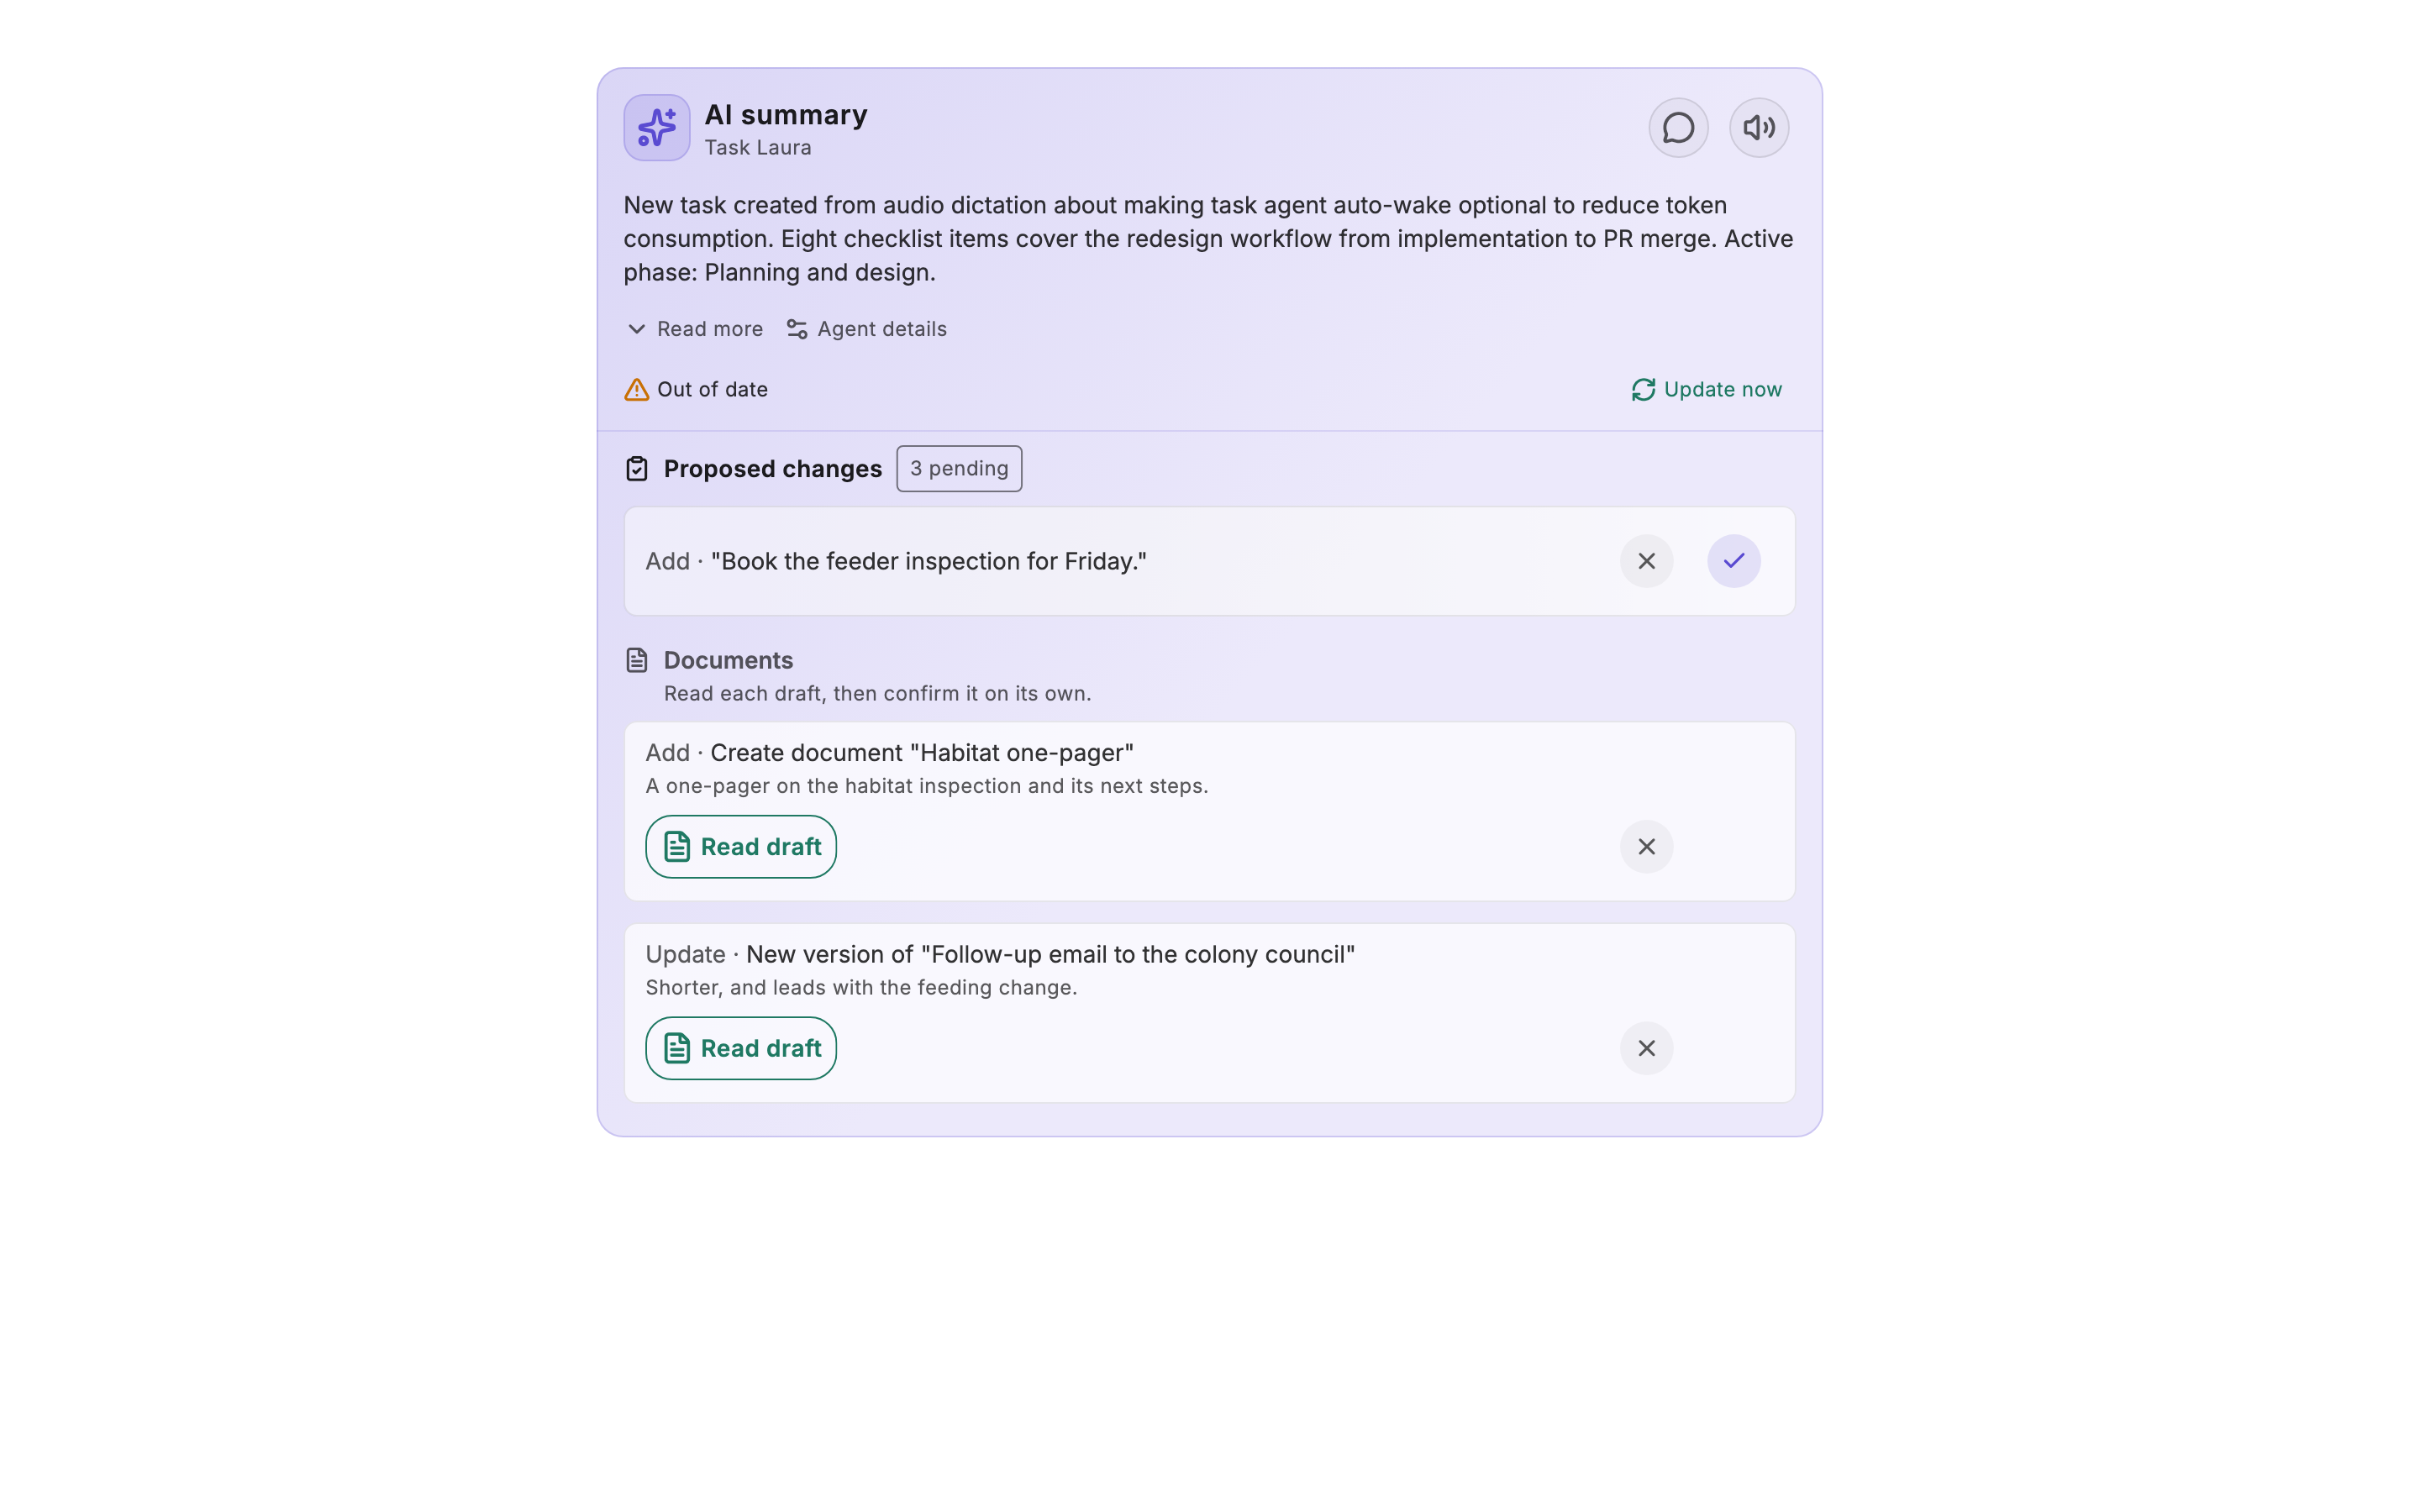 AI summary
Task Laura
New task created from audio dictation about making task agent auto-wake optional to reduce token
consumption. Eight checklist items cover the redesign workflow from implementation to PR merge. Active
phase: Planning and design.
Read more Agent details
Out of date Update now
Proposed changes 3 pending
Add · "Book the feeder inspection for Friday."
Documents
Read each draft, then confirm it on its own.
Add · Create document "Habitat one-pager"
A one-pager on the habitat inspection and its next steps.
Read draft
Update · New version of "Follow-up email to the colony council"
Shorter, and leads with the feeding change.
Read draft